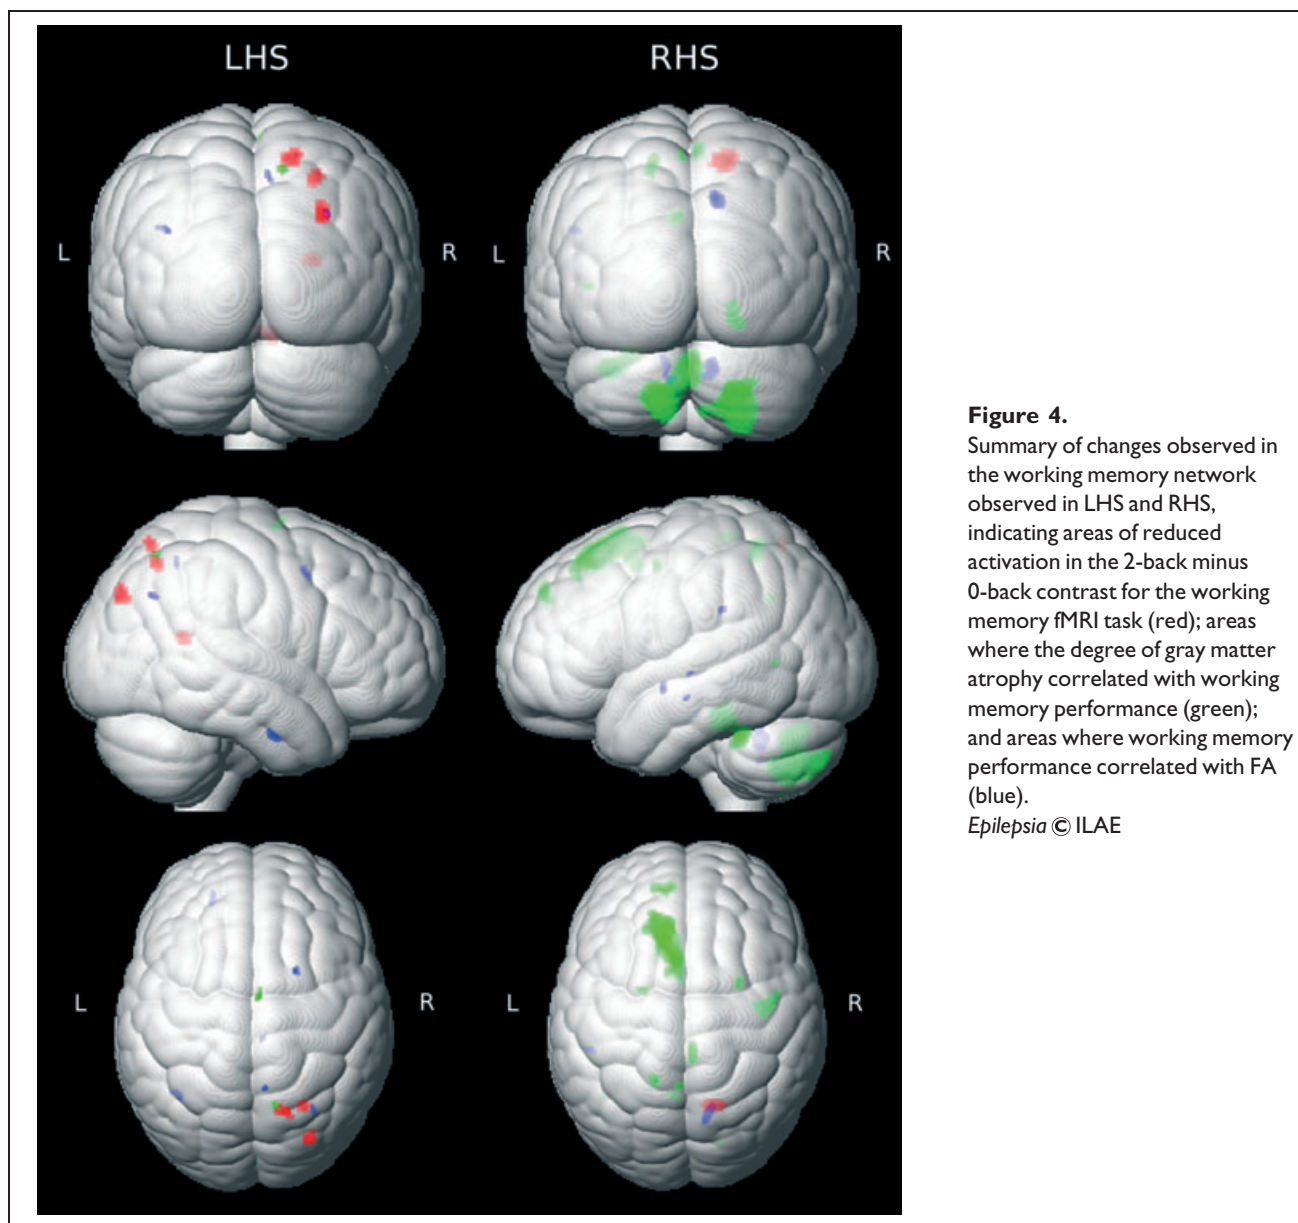 LHS RHS
L R L R
L R L R
Figure 4.
Summary of changes observed in
the working memory network
observed in LHS and RHS,
indicating areas of reduced
activation in the 2-back minus
0-back contrast for the working
memory fMRI task (red); areas
where the degree of gray matter
atrophy correlated with working
memory performance (green);
and areas where working memory
performance correlated with FA
(blue).
Epilepsia © ILAE